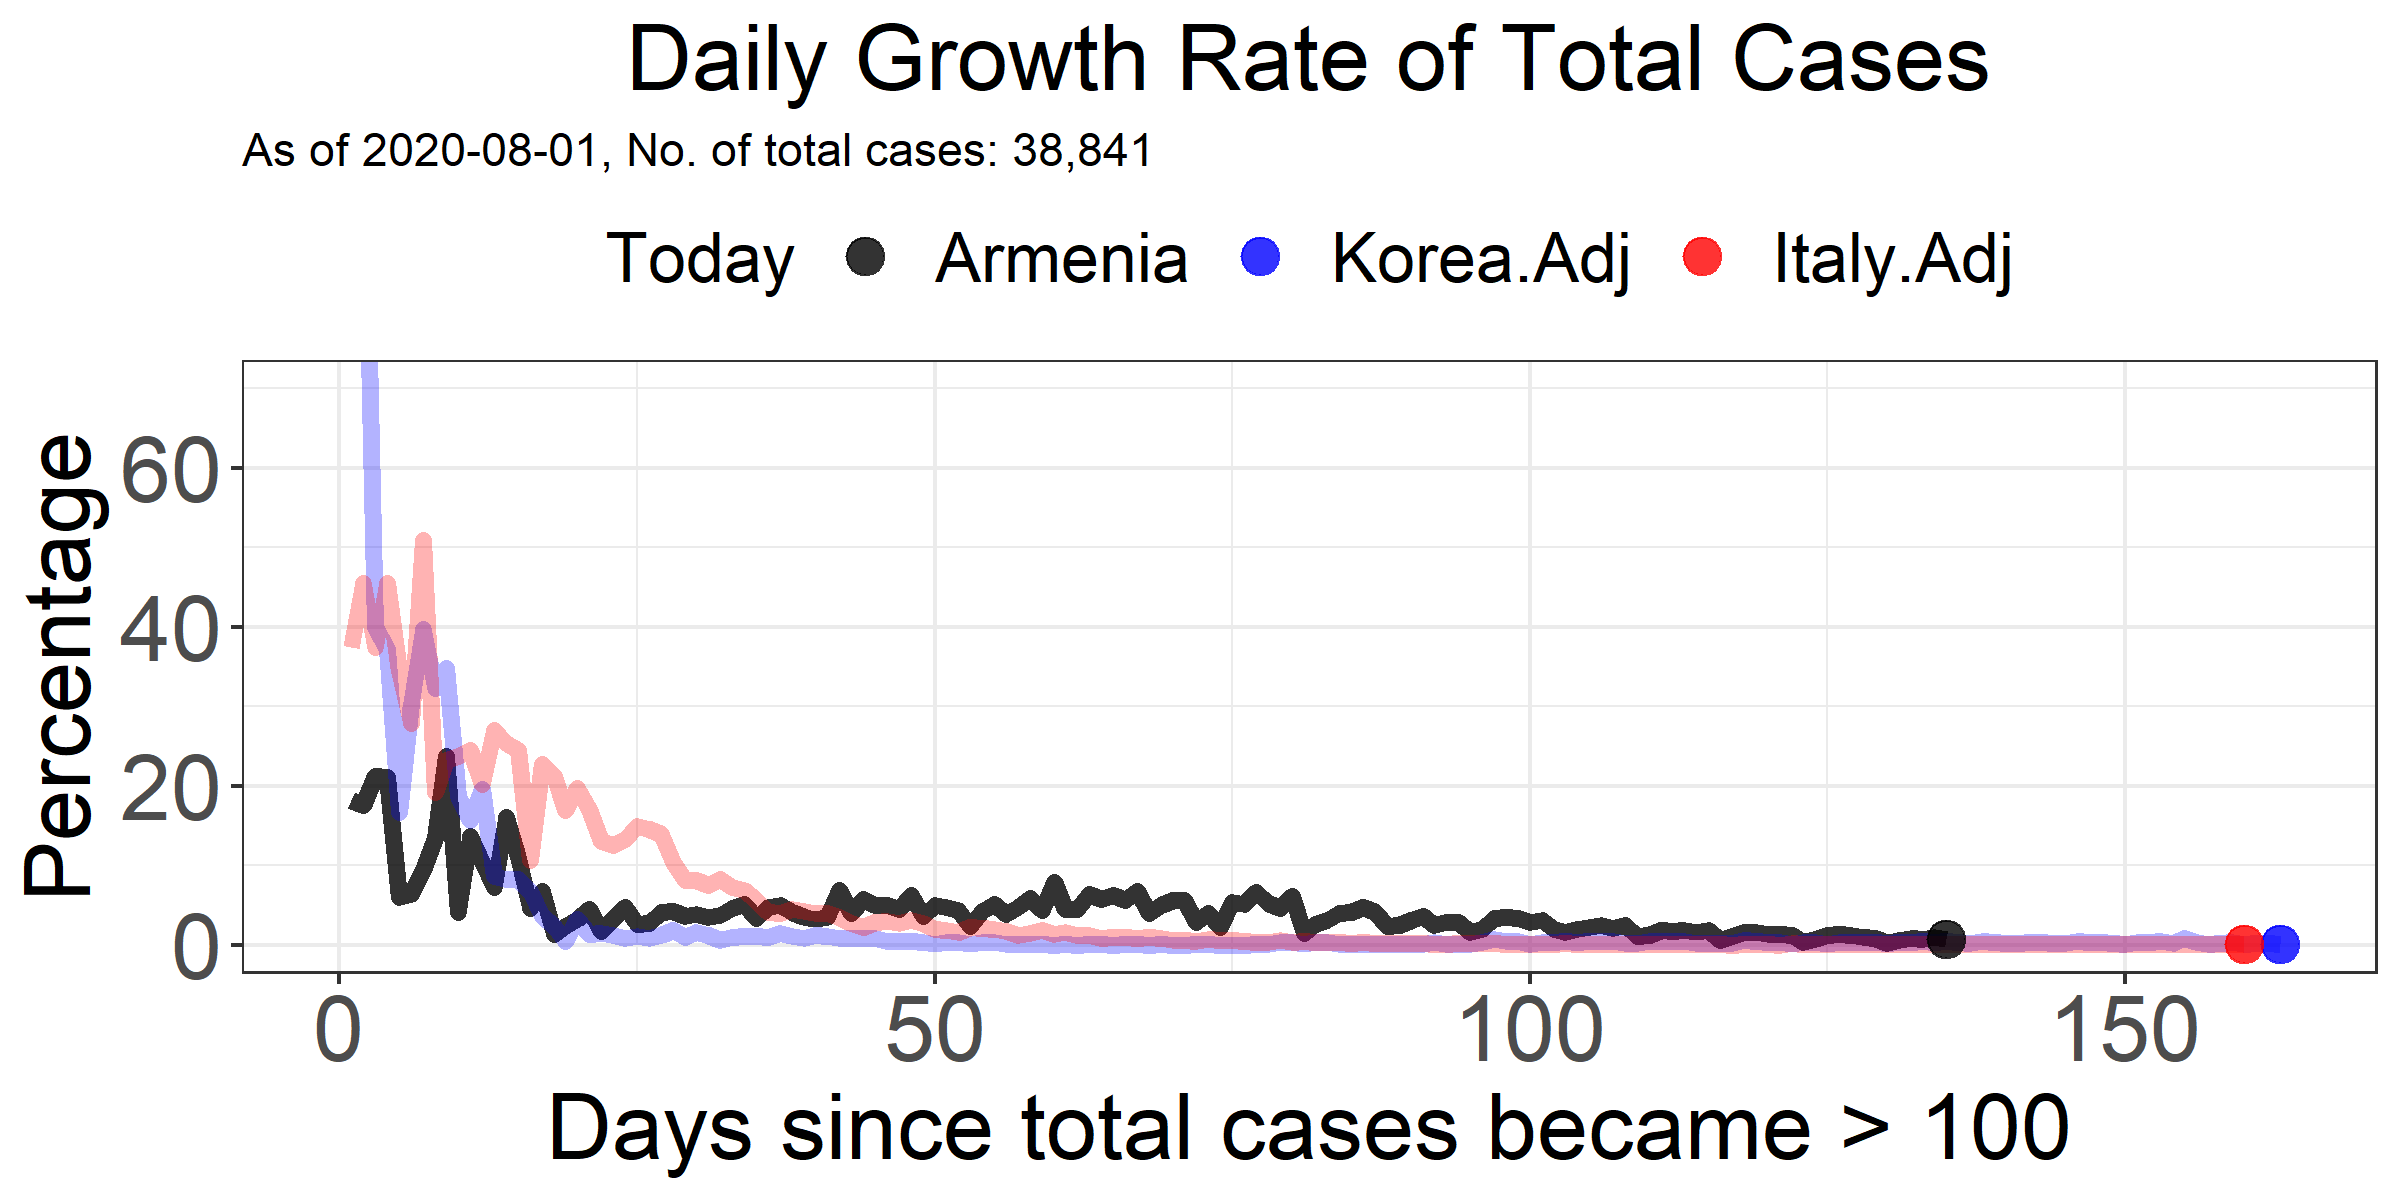 Daily Growth Rate of Total Cases
As of 2020-08-01, No. of total cases: 38,841
Today Armenia Korea.Adj Italy.Adj
Percentage
60
40
20
0
0 50 100 150
Days since total cases became > 100